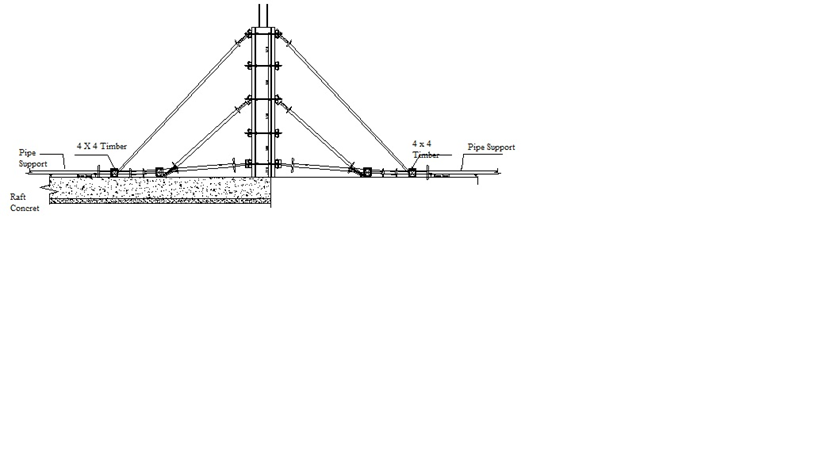 4 X 4 Timber
4 x 4
Timber
Pipe
Support
Pipe Support
Raft
Concret